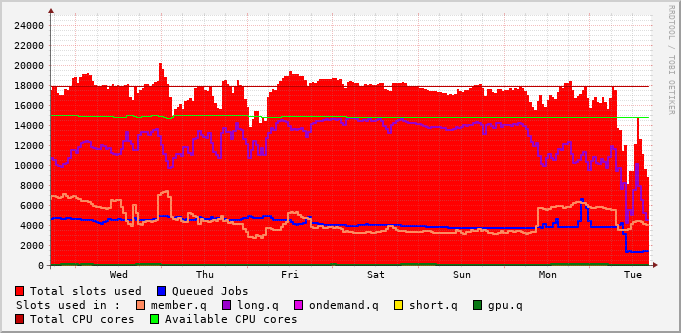 24000
22000
20000
18000
16000
14000
12000
10000
8000
6000
4000
2000
0
Wed Thu Fri Sat Sun Mon Tue
RRDTOOL / TOBI OETIKER
Total slots used Queued Jobs
Slots used in : member.q long.q ondemand.q short.q gpu.q
Total CPU cores Available CPU cores